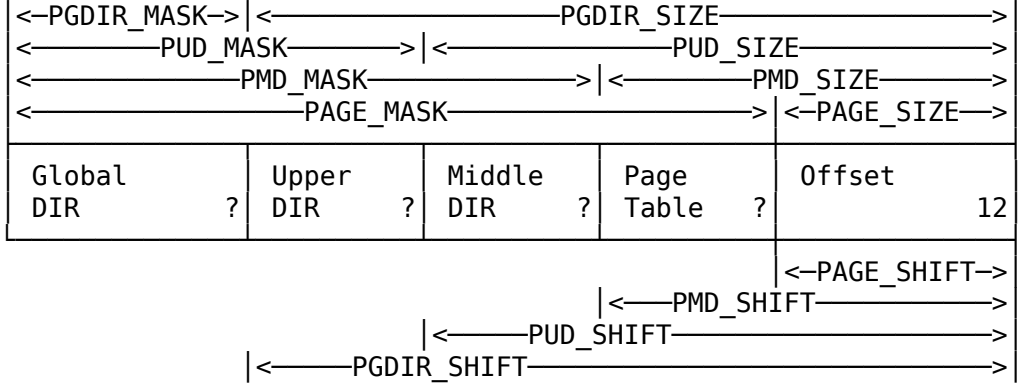 |<─PGDIR_MASK─>|<──────────────────PGDIR_SIZE─────────────────>|
|<────────PUD_MASK───────>|<──────────────PUD_SIZE────────────>|
|<─────────────PMD_MASK─────────────>|<────────PMD_SIZE───────>|
|<─────────────────PAGE_MASK───────────────────>|<─PAGE_SIZE──>|
Global Upper Middle Page Offset
DIR ?| DIR ?| DIR ?| Table ?| 12|
|<─PAGE_SHIFT─>|
|<───PMD_SHIFT───────────>|
|<─────PUD_SHIFT────────────────────>|
|<─────PGDIR_SHIFT─────────────────────────────>|